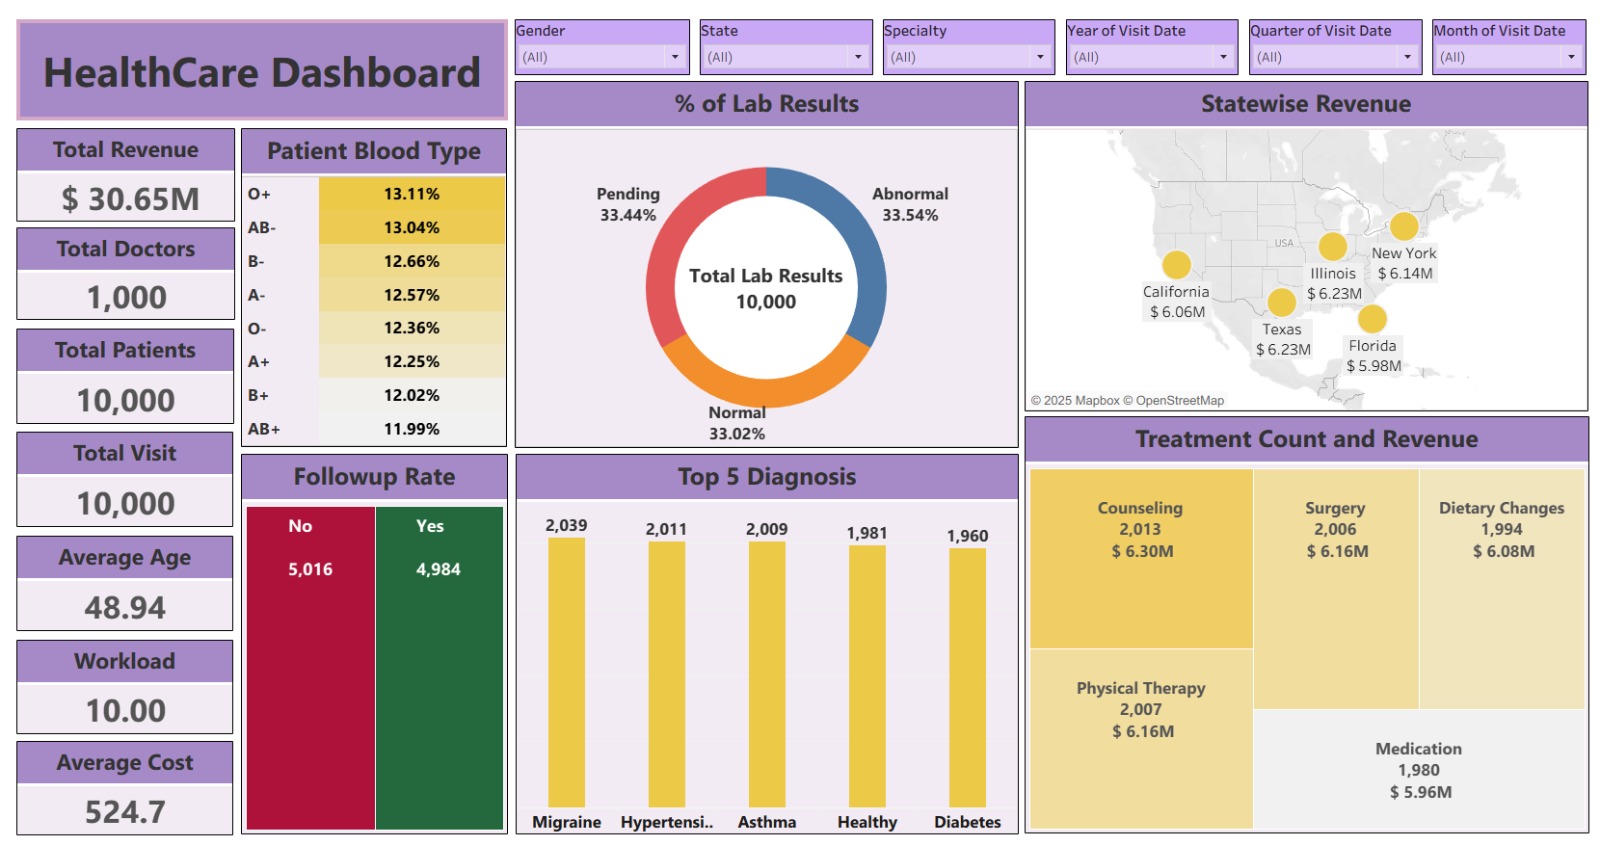 HealthCare Dashboard
Gender
(All)
State
(All)
Specialty
(All)
Year of Visit Date
(All)
Quarter of Visit Date
(All)
Month of Visit Date
(All)
Total Revenue
$ 30.65M
Total Doctors
1,000
Total Patients
10,000
Total Visit
10,000
Average Age
48.94
Workload
10.00
Average Cost
524.7
Patient Blood Type
O+ 13.11%
AB- 13.04%
B- 12.66%
A- 12.57%
O- 12.36%
A+ 12.25%
B+ 12.02%
AB+ 11.99%
Followup Rate
No
5,016
Yes
4,984
% of Lab Results
Pending
33.44%
Abnormal
33.54%
Total Lab Results
10,000
Normal
33.02%
Top 5 Diagnosis
2,039 2,011 2,009 1,981 1,960
Migraine Hypertensi.. Asthma Healthy Diabetes
Statewise Revenue
USA
New York
$ 6.14M
Illinois
$ 6.23M
California
$ 6.06M
Texas
$ 6.23M
Florida
$ 5.98M
© 2025 Mapbox © OpenStreetMap
Treatment Count and Revenue
Counseling
2,013
$ 6.30M
Surgery
2,006
$ 6.16M
Dietary Changes
1,994
$ 6.08M
Physical Therapy
2,007
$ 6.16M
Medication
1,980
$ 5.96M